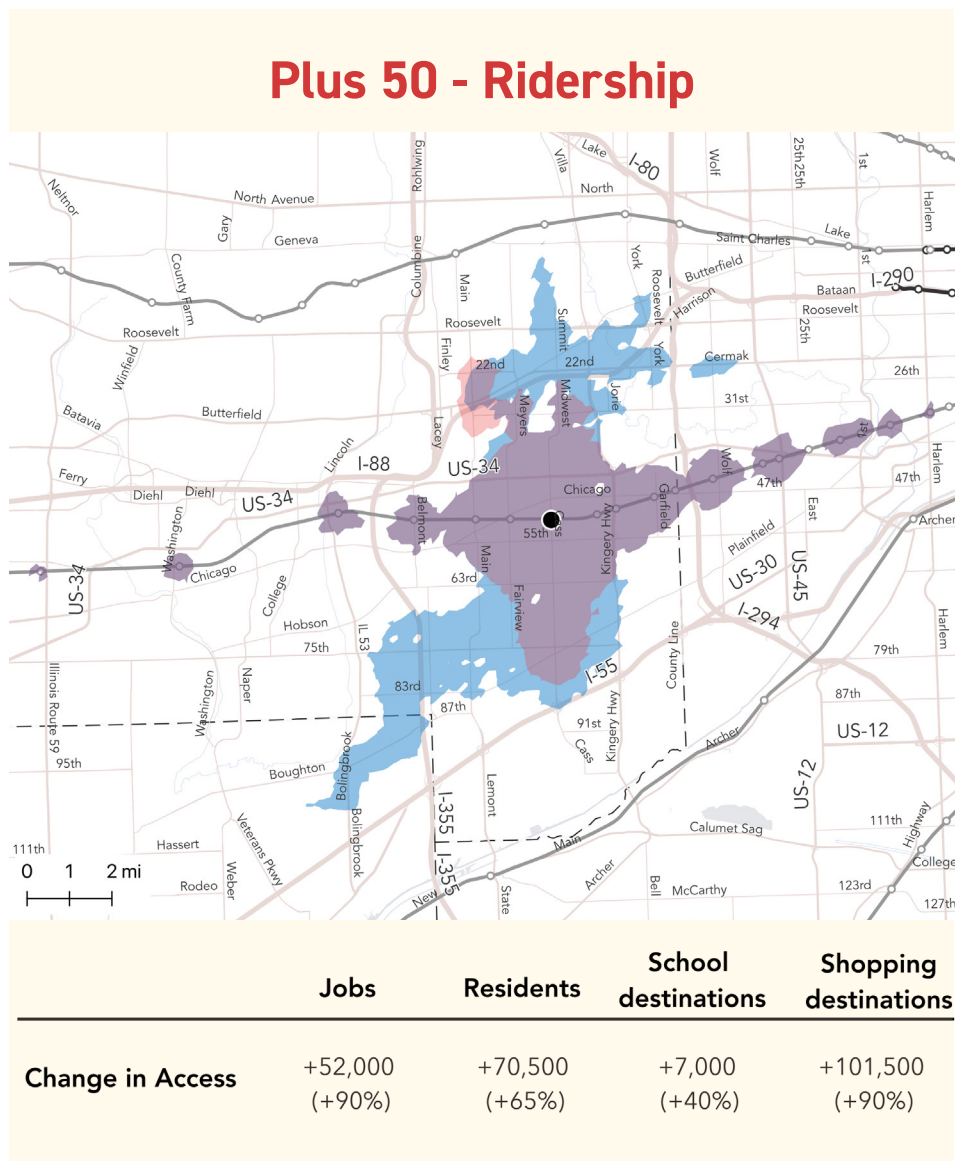 Plus 50 - Ridership
Neltnor
North Avenue
Gary
Geneva
County Farm
Rohlwing
Columbine
Main
Villa
Lake
I-80
North
Wolf
25th
25th
1st
Harlem
Saint Charles
Lake
1st
York
Roosevelt
Butterfield
Harrison
I-290
Bataan
Roosevelt
25th
Roosevelt
Roosevelt
Summit
Winfield
Finley
22nd
22nd
York
Cermak
26th
Batavia
Butterfield
Lacey
Meyers
Midwest
Jorie
31st
1st
Lincoln
I-88
US-34
Ferry
Diehl
Diehl
US-34
Belmont
Chicago
Kingery Hwy
Garfield
Wolf
47th
47th
Harlem
East
Archer
Washington
Chicago
US-34
55th
Cass
Main
63rd
Fairview
Plainfield
US-30
US-45
College
Hobson
75th
IL 53
I-294
Harlem
County Line
79th
Illinois Route 59
Washington
Naper
83rd
87th
I-55
Kingery Hwy
91st
Cass
87th
US-12
Archer
US-12
95th
Boughton
Bolingbrook
Bolingbrook
I-355
I-355
Lemont
Calumet Sag
111th
Highway
College
111th
Hassert
Veterans Pkwy
Weber
Rodeo
Main
Archer
Bell
McCarthy
123rd
127th
New
State
0 1 2 mi
Jobs Residents School destinations Shopping destinations
Change in Access +52,000 +70,500 +7,000 +101,500
(+90%) (+65%) (+40%) (+90%)